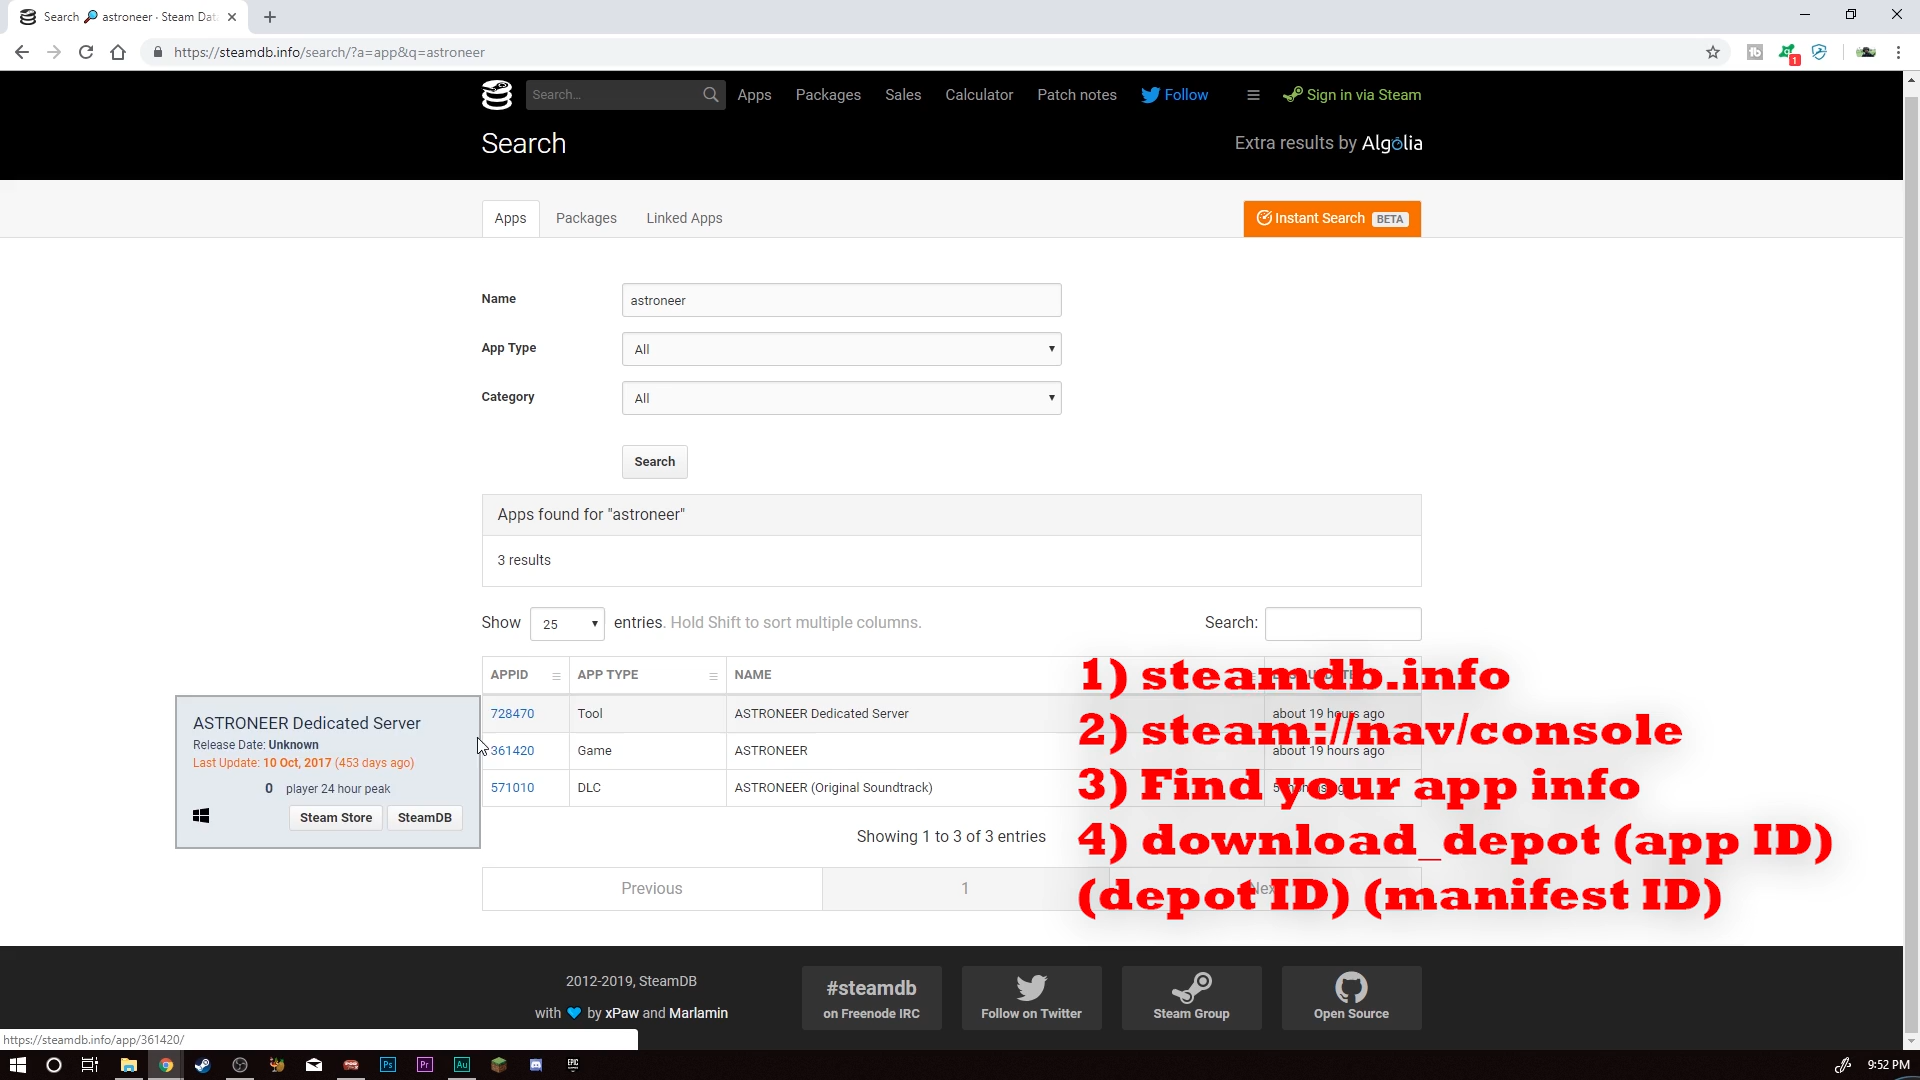 Search 🔎 astroneer · Steam Dat
https://steamdb.info/search/?a=app&q=astroneer
1
Search...
Apps
Packages
Sales
Calculator
Patch notes
Follow
Sign in via Steam
Search
Extra results by Algolia
Apps
Packages
Linked Apps
Instant Search BETA
Name
astroneer
App Type
All
Category
All
Search
Apps found for "astroneer"
3 results
Show 25 entries. Hold Shift to sort multiple columns.
Search:
APPID
APP TYPE
NAME
728470
Tool
ASTRONEER Dedicated Server
about 19 hours ago
361420
Game
ASTRONEER
about 19 hours ago
571010
DLC
ASTRONEER (Original Soundtrack)
Showing 1 to 3 of 3 entries
Previous
1
ASTRONEER Dedicated Server
Release Date: Unknown
Last Update: 10 Oct, 2017 (453 days ago)
0 player 24 hour peak
Steam Store
SteamDB
1) steamdb.info
2) steam://nav/console
3) Find your app info
4) download_depot (app ID)
(depot ID) (manifest ID)
2012-2019, SteamDB
with 💙 by xPaw and Marlamin
#steamdb
on Freenode IRC
Follow on Twitter
Steam Group
Open Source
https://steamdb.info/app/361420/
Ps
Pr
Au
EPIC
9:52 PM